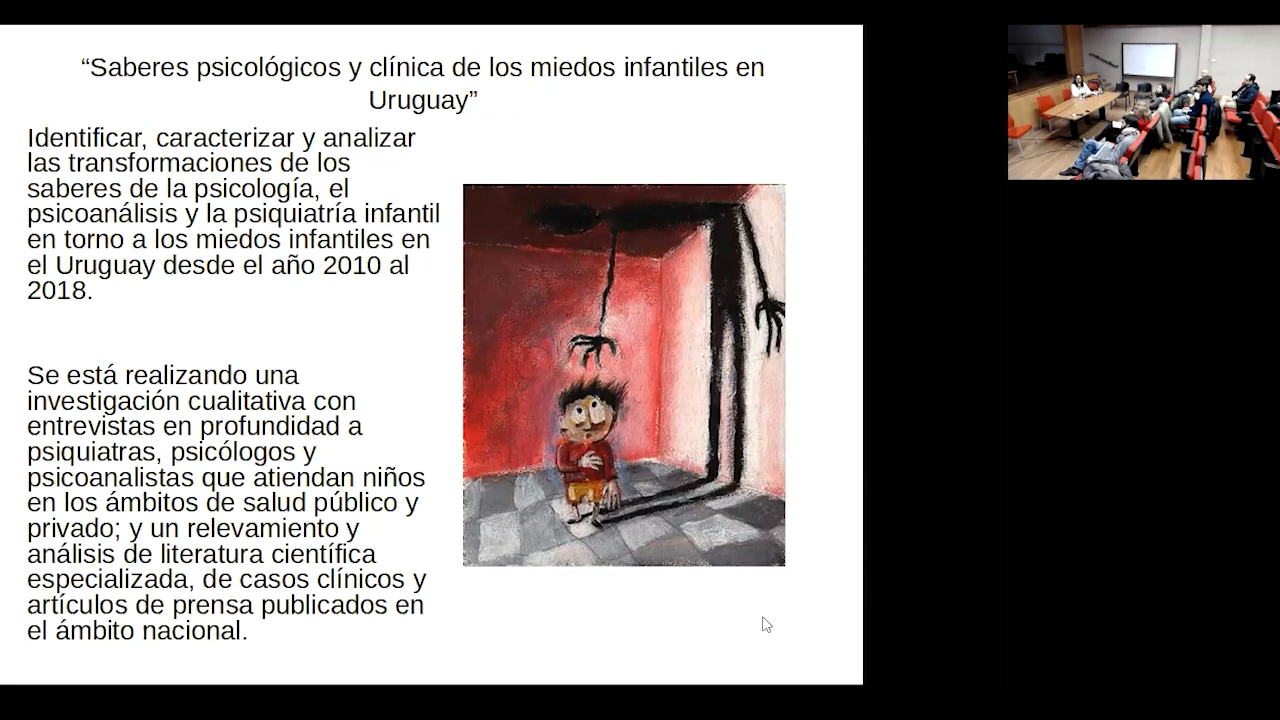 “Saberes psicológicos y clínica de los miedos infantiles en
Uruguay”
Identificar, caracterizar y analizar
las transformaciones de los
saberes de la psicología, el
psicoanálisis y la psiquiatría infantil
en torno a los miedos infantiles en
el Uruguay desde el año 2010 al
2018.
Se está realizando una
investigación cualitativa con
entrevistas en profundidad a
psiquiatras, psicólogos y
psicoanalistas que atiendan niños
en los ámbitos de salud público y
privado; y un relevamiento y
análisis de literatura científica
especializada, de casos clínicos y
artículos de prensa publicados en
el ámbito nacional.